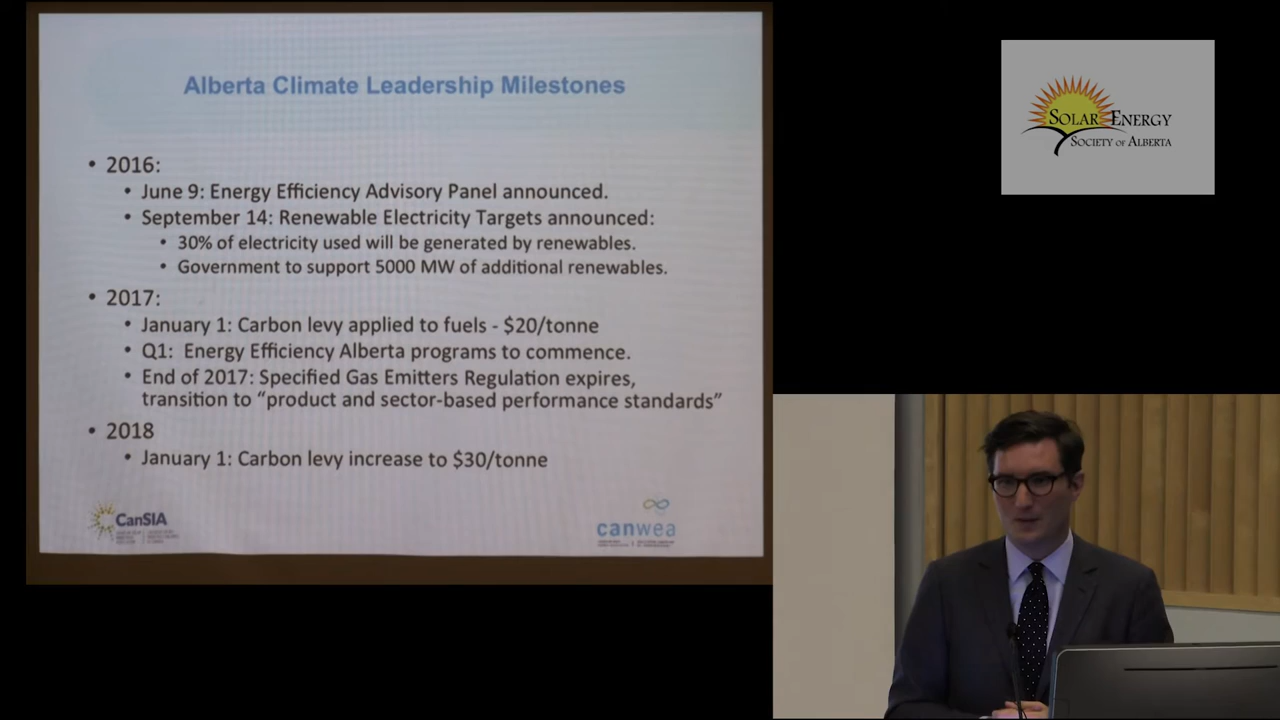 Alberta Climate Leadership Milestones
• 2016:
• June 9: Energy Efficiency Advisory Panel announced.
• September 14: Renewable Electricity Targets announced:
• 30% of electricity used will be generated by renewables.
• Government to support 5000 MW of additional renewables.
• 2017:
• January 1: Carbon levy applied to fuels - $20/tonne
• Q1: Energy Efficiency Alberta programs to commence.
• End of 2017: Specified Gas Emitters Regulation expires,
transition to “product and sector-based performance standards”
• 2018
• January 1: Carbon levy increase to $30/tonne
CanSIA
canwea
SOLAR ENERGY
SOCIETY OF ALBERTA